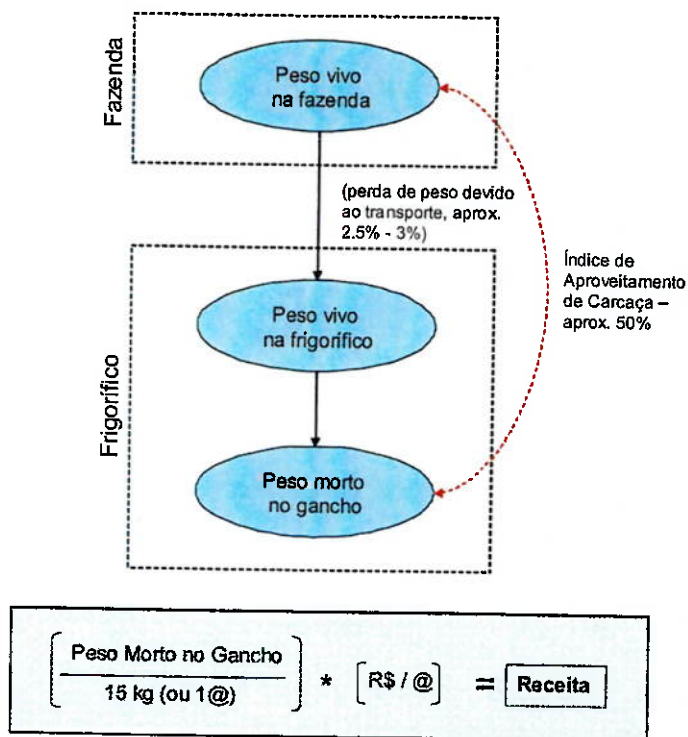 Fazenda
Peso vivo
na fazenda
(perda de peso devido
ao transporte, aprox.
2.5% - 3%)
Índice de
Aproveitamento
de Carcaça –
aprox. 50%
Frigorífico
Peso vivo
na frigorífico
Peso morto
no gancho
Peso Morto no Gancho
15 kg (ou 1@)
* [R$ / @] = Receita